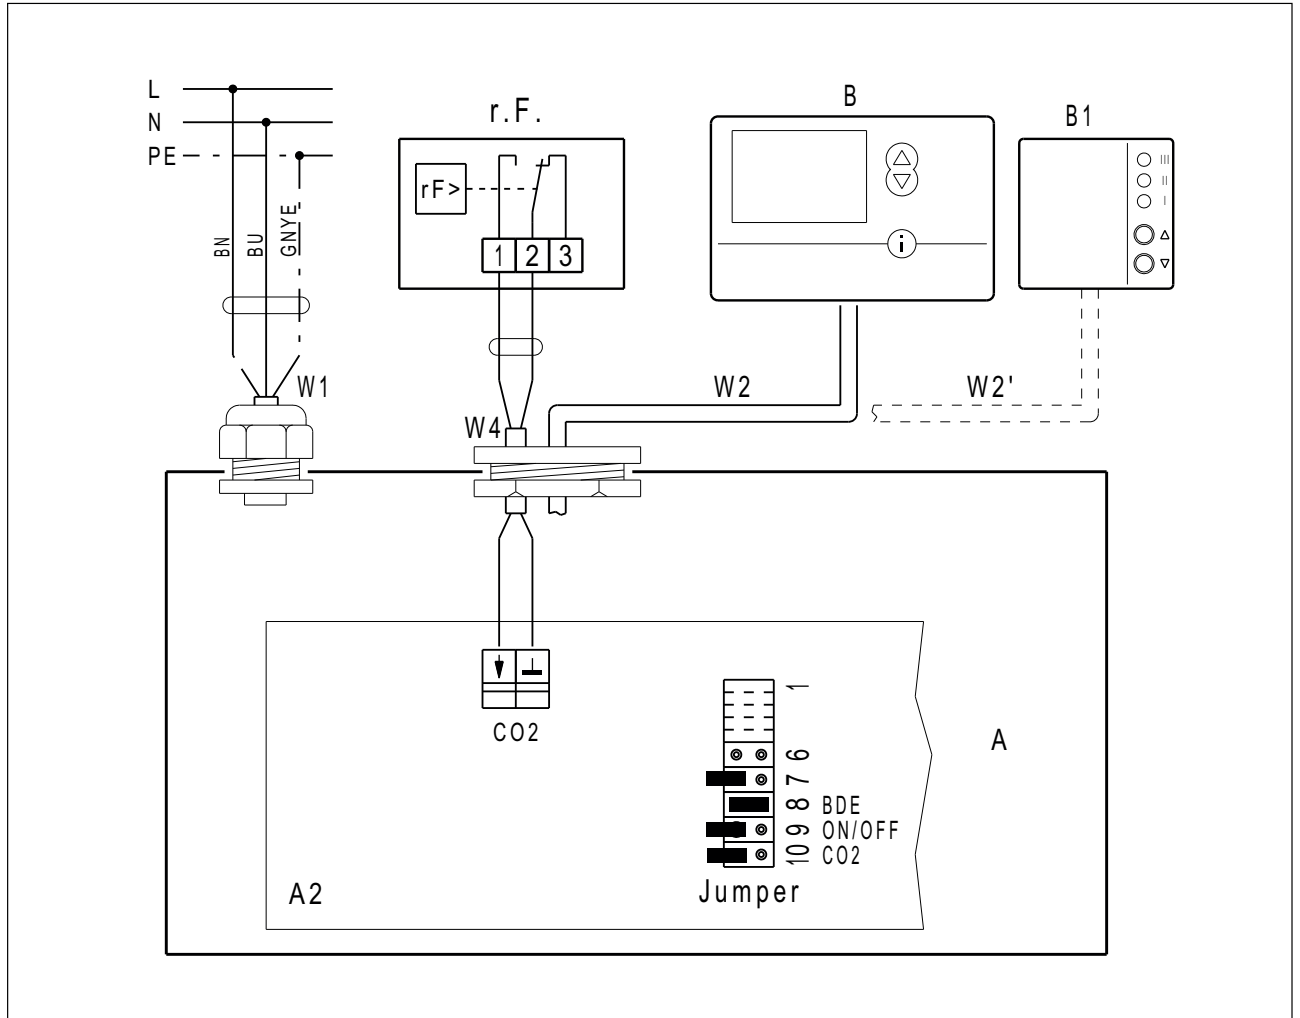 L
N
PE
BN
BU
GNYE
W1
r.F.
rF>
1 2 3
W4
B
i
B1
III
II
I
W2
W2'
CO2
1
6
7
8 BDE
9 ON/OFF
10 CO2
Jumper
A
A2